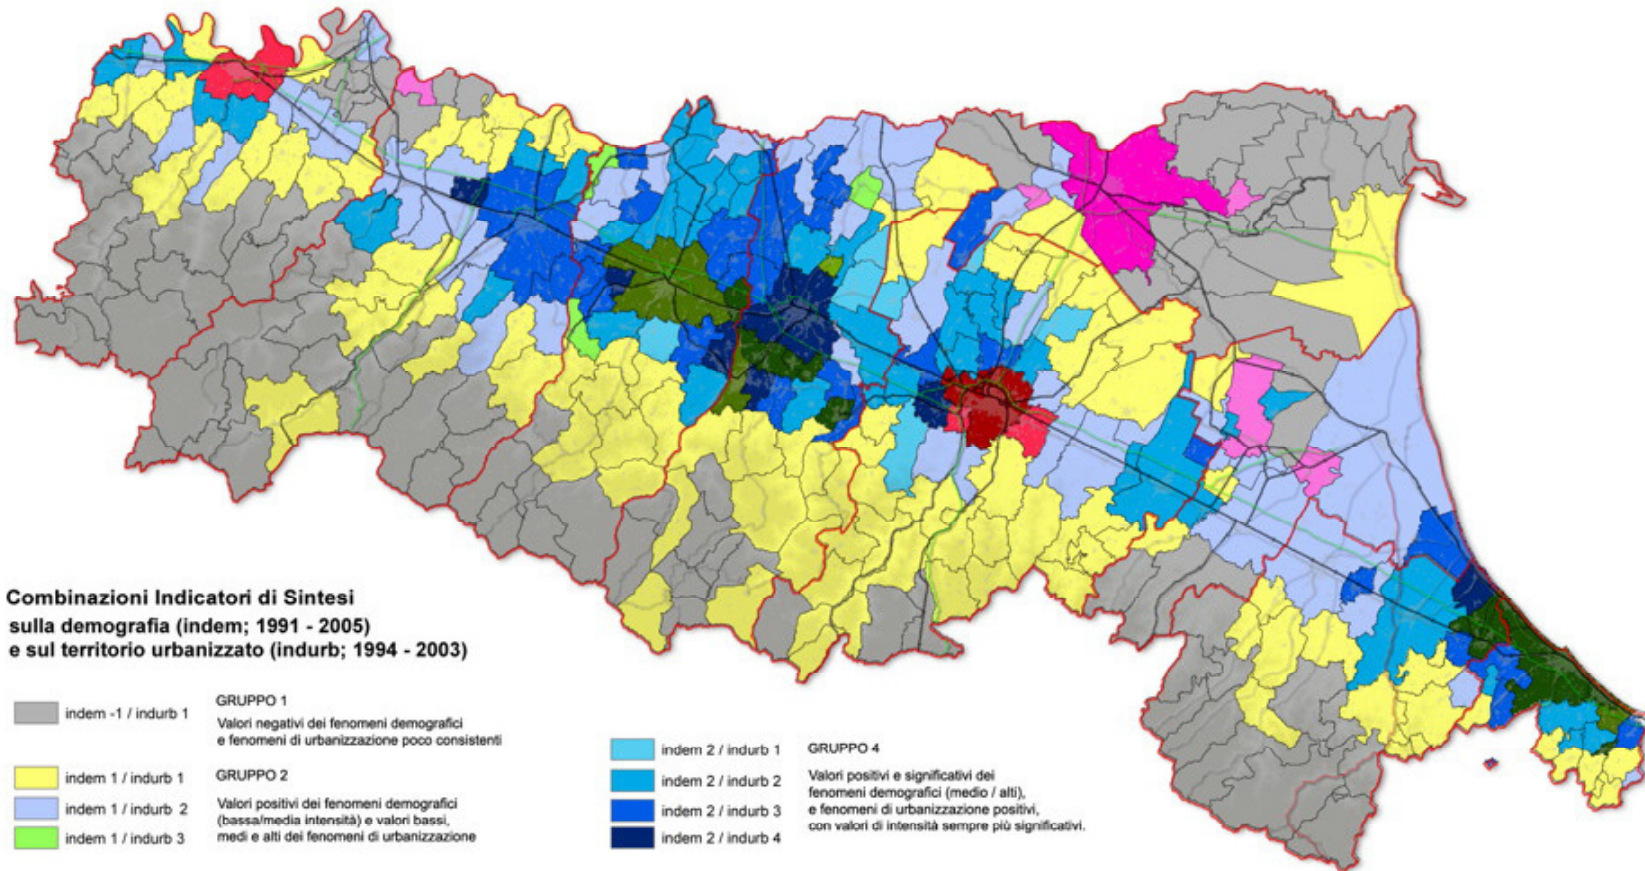 Combinazioni Indicatori di Sintesi
sulla demografia (indem; 1991 - 2005)
e sul territorio urbanizzato (indurb; 1994 - 2003)
indem -1 / indurb 1
GRUPPO 1
Valori negativi dei fenomeni demografici
e fenomeni di urbanizzazione poco consistenti
indem 1 / indurb 1
indem 1 / indurb 2
indem 1 / indurb 3
GRUPPO 2
Valori positivi dei fenomeni demografici
(bassa/media intensità) e valori bassi,
medi e alti dei fenomeni di urbanizzazione
indem 2 / indurb 1
indem 2 / indurb 2
indem 2 / indurb 3
indem 2 / indurb 4
GRUPPO 4
Valori positivi e significativi dei
fenomeni demografici (medio / alti),
e fenomeni di urbanizzazione positivi,
con valori di intensità sempre più significativi.